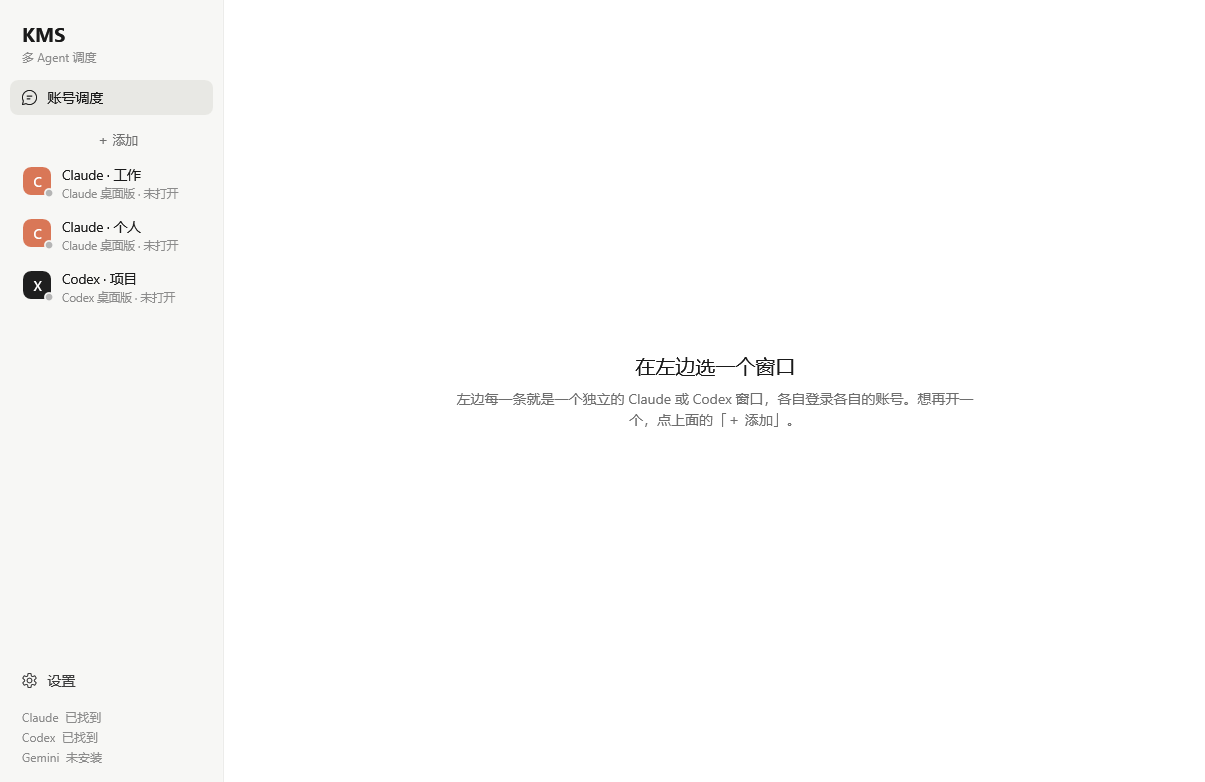 KMS
多 Agent 调度
账号调度
+ 添加
C
Claude · 工作
Claude 桌面版 · 未打开
C
Claude · 个人
Claude 桌面版 · 未打开
X
Codex · 项目
Codex 桌面版 · 未打开
在左边选一个窗口
左边每一条就是一个独立的 Claude 或 Codex 窗口，各自登录各自的账号。想再开一
个，点上面的「+ 添加」。
设置
Claude 已找到
Codex 已找到
Gemini 未安装